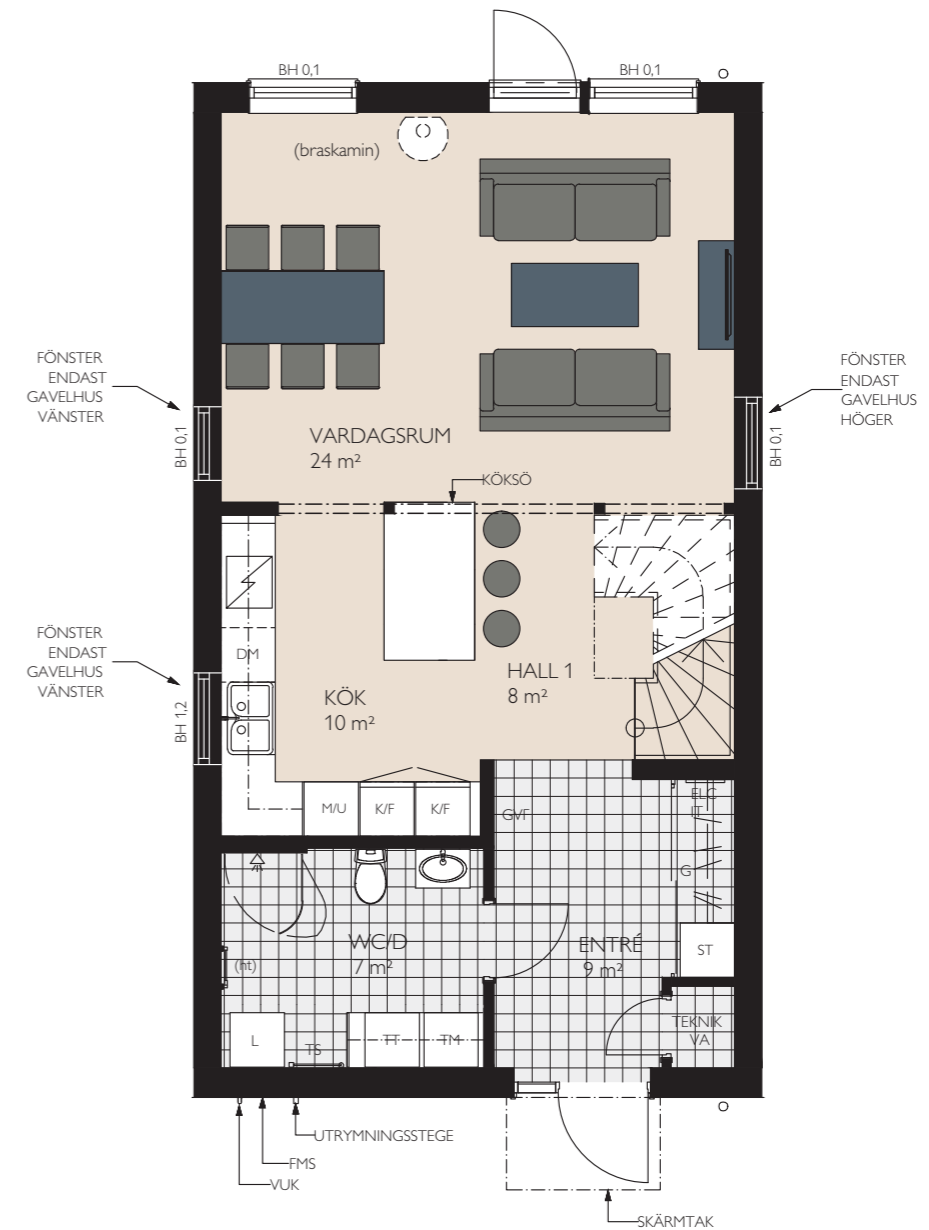 BH 0,1
BH 0,1
(braskamin)
FÖNSTER
ENDAST
GAVELHUS
VÄNSTER
FÖNSTER
ENDAST
GAVELHUS
HÖGER
BH 0,1
BH 0,1
VARDAGSRUM
24 m²
KÖKSÖ
FÖNSTER
ENDAST
GAVELHUS
VÄNSTER
DM
BH 1,2
HALL 1
8 m²
KÖK
10 m²
M/U
K/F
K/F
GVF
ELC
IT
G
WC/D
7 m²
ENTRÉ
9 m²
ST
(ht)
TEKNIK
VA
L
TS
TT
TM
UTRYMNINGSSTEGE
FMS
VUK
SKÄRMTAK